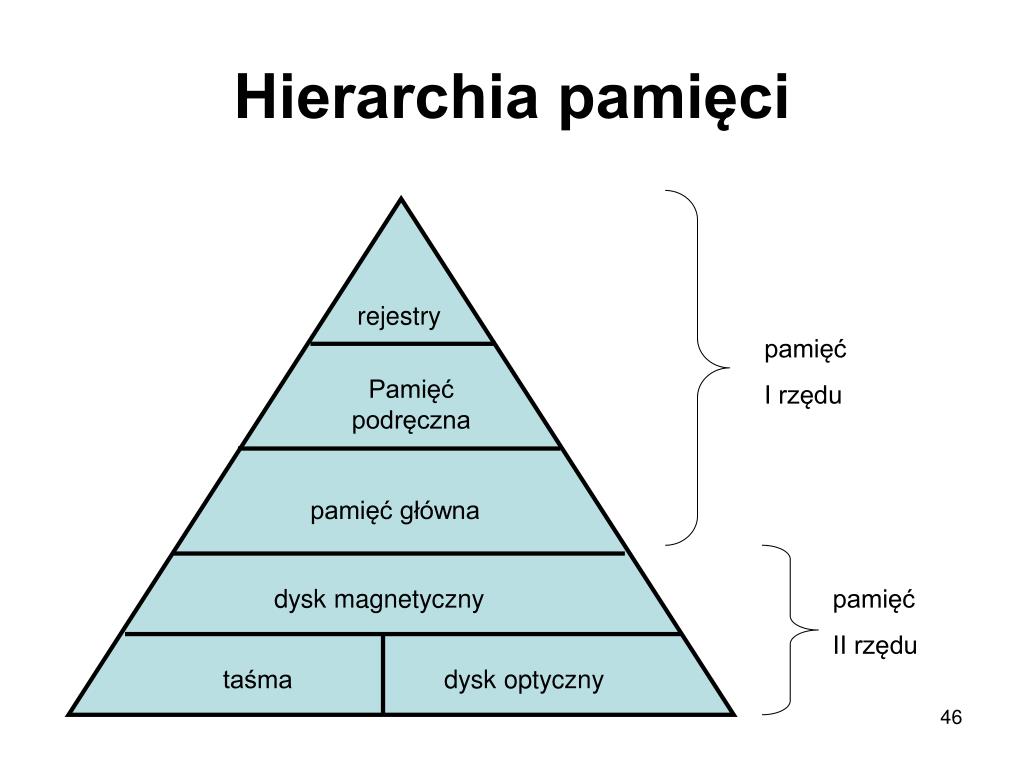 Hierarchia pamięci
rejestry
Pamięć
podręczna
pamięć główna
dysk magnetyczny
taśma
dysk optyczny
pamięć
I rzędu
pamięć
II rzędu
46